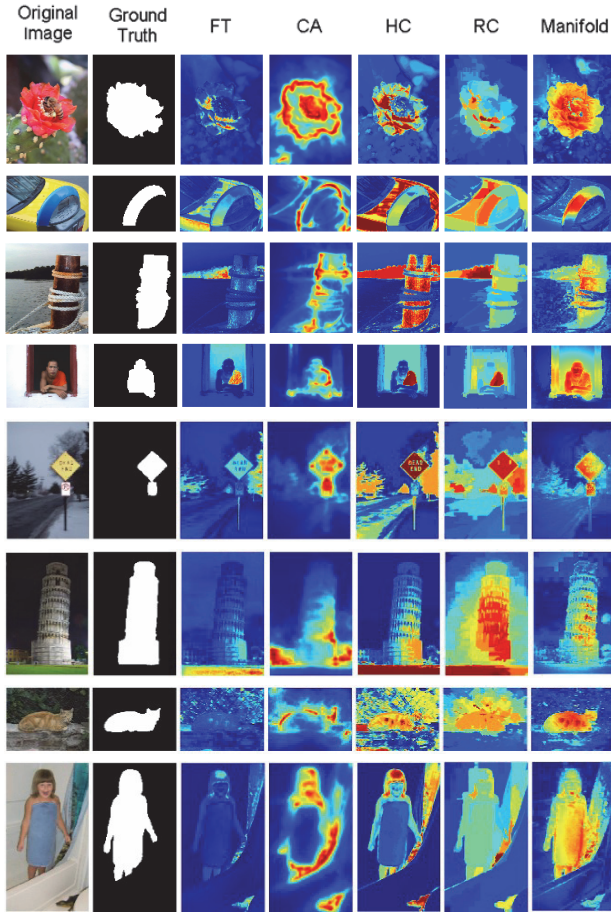 Original Image
Ground Truth
FT
CA
HC
RC
Manifold
DEAD
END
DEAD
END